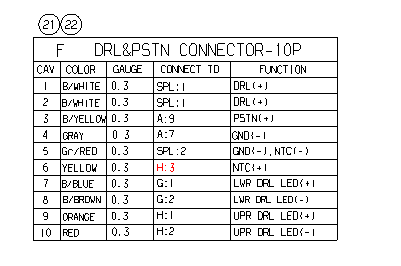 21 22
F DRL&PSTN CONNECTOR-10P
CAV COLOR GAUGE CONNECT TO FUNCTION
1 B/WHITE 0.3 SPL:1 DRL(+)
2 B/WHITE 0.3 SPL:1 DRL(+)
3 B/YELLOW 0.3 A:9 PSTN(+)
4 GRAY 0 3 A:7 GND(-)
5 Gr/RED 0.3 SPL:2 GND(-),NTC(-)
6 YELLOW 0.3 H:3 NTC(+)
7 B/BLUE 0.3 G:1 LWR DRL LED(+)
8 B/BROWN 0.3 G:2 LWR DRL LED(-)
9 ORANGE 0.3 H:1 UPR DRL LED(+)
10 RED 0.3 H:2 UPR DRL LED(-)